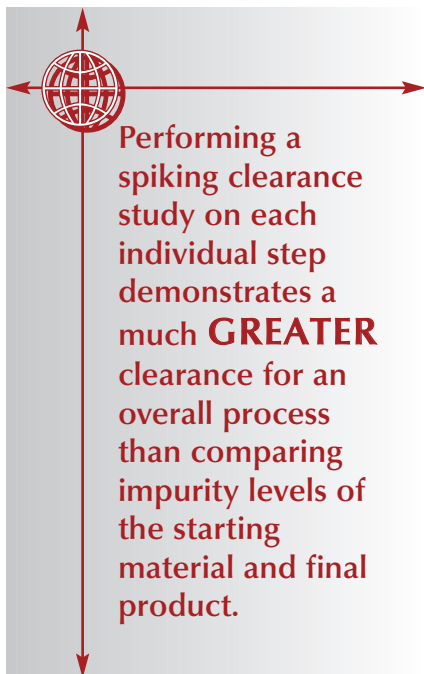 Performing a
spiking clearance
study on each
individual step
demonstrates a
much GREATER
clearance for an
overall process
than comparing
impurity levels of
the starting
material and final
product.